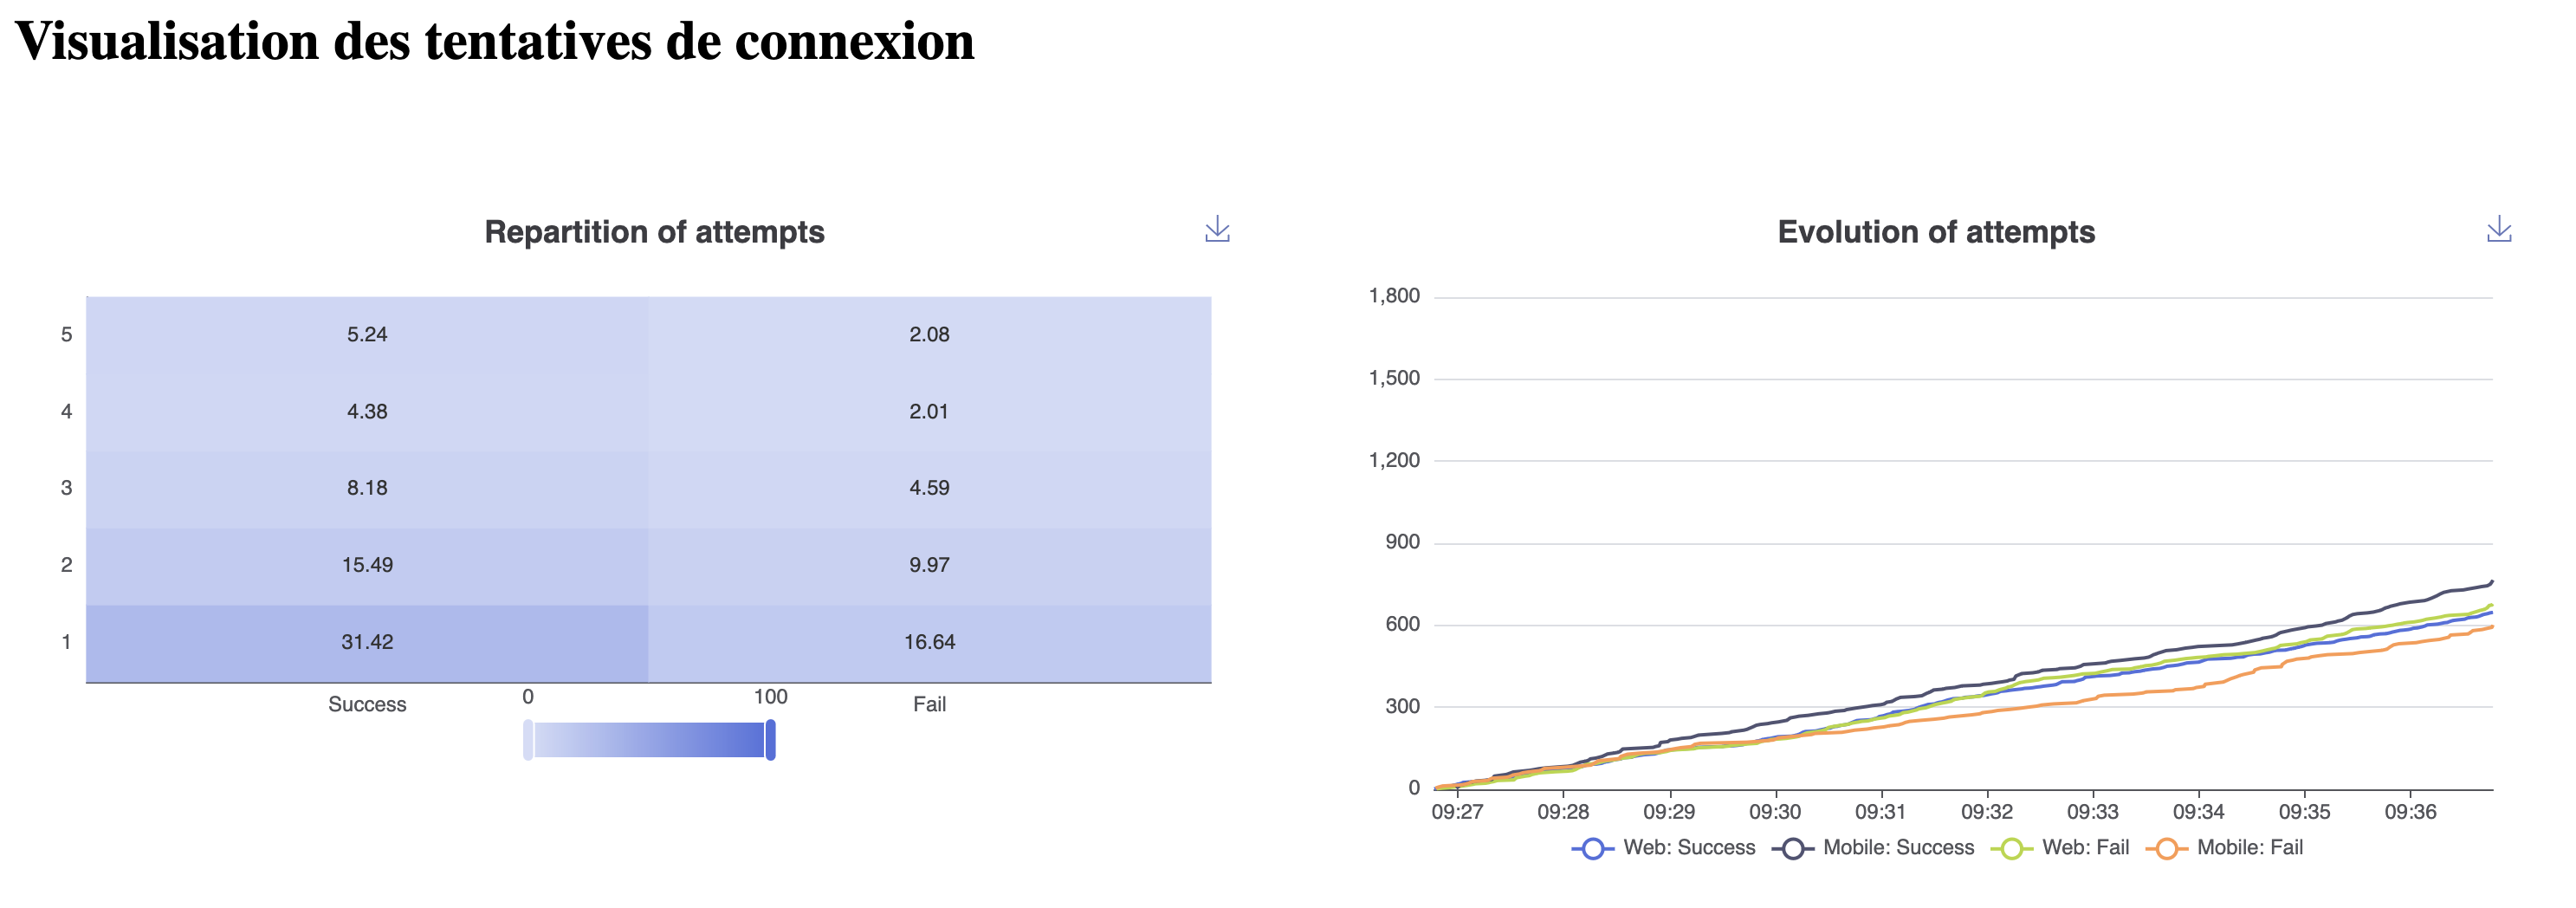 Visualisation des tentatives de connexion
Repartition of attempts
5 5.24 2.08
4 4.38 2.01
3 8.18 4.59
2 15.49 9.97
1 31.42 16.64
Success Fail
0 100
Evolution of attempts
1,800
1,500
1,200
900
600
300
0
09:27 09:28 09:29 09:30 09:31 09:32 09:33 09:34 09:35 09:36
Web: Success Mobile: Success Web: Fail Mobile: Fail